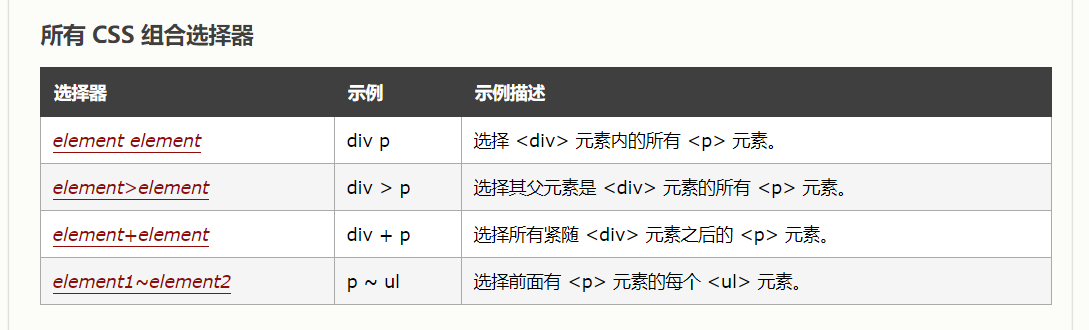 所有 CSS 组合选择器
选择器 示例 示例描述
element element div p 选择 <div> 元素内的所有 <p> 元素。
element>element div > p 选择其父元素是 <div> 元素的所有 <p> 元素。
element+element div + p 选择所有紧随 <div> 元素之后的 <p> 元素。
element1~element2 p ~ ul 选择前面有 <p> 元素的每个 <ul> 元素。